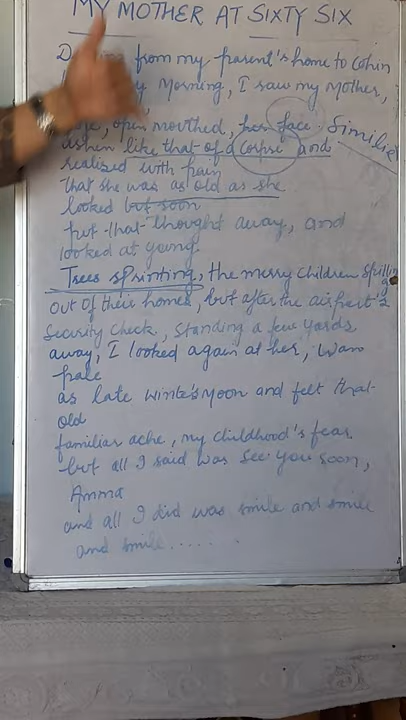 MY MOTHER AT SIXTY SIX
from my parent's home to Cohin
Morning, I saw my Mother,
open mouthed, her face Similie
ashen like that of a Corpse and
realized with pain
that she was as old as she
looked but soon
put that thought away, and
looked at young
Trees sprinting, the merry children spilling
out of their homes, but after the airport's
security check, standing a few yards
away, I looked again at her, wan
pale
as late winter's Moon and felt that
old
familiar ache, my childhood's fear
but all I said was see you soon,
Amma
and all I did was smile and smile
and smile.....